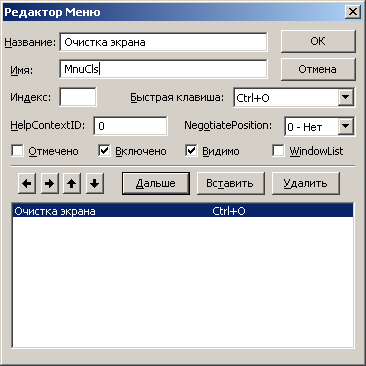 Редактор Меню
Название: Очистка экрана OK
Имя: MnuCls Отмена
Индекс: Быстрая клавиша: Ctrl+O
HelpContextID: 0 NegotiatePosition: 0 - Нет
Отмечено Включено Видимо WindowList
Дальше Вставить Удалить
Очистка экрана Ctrl+O